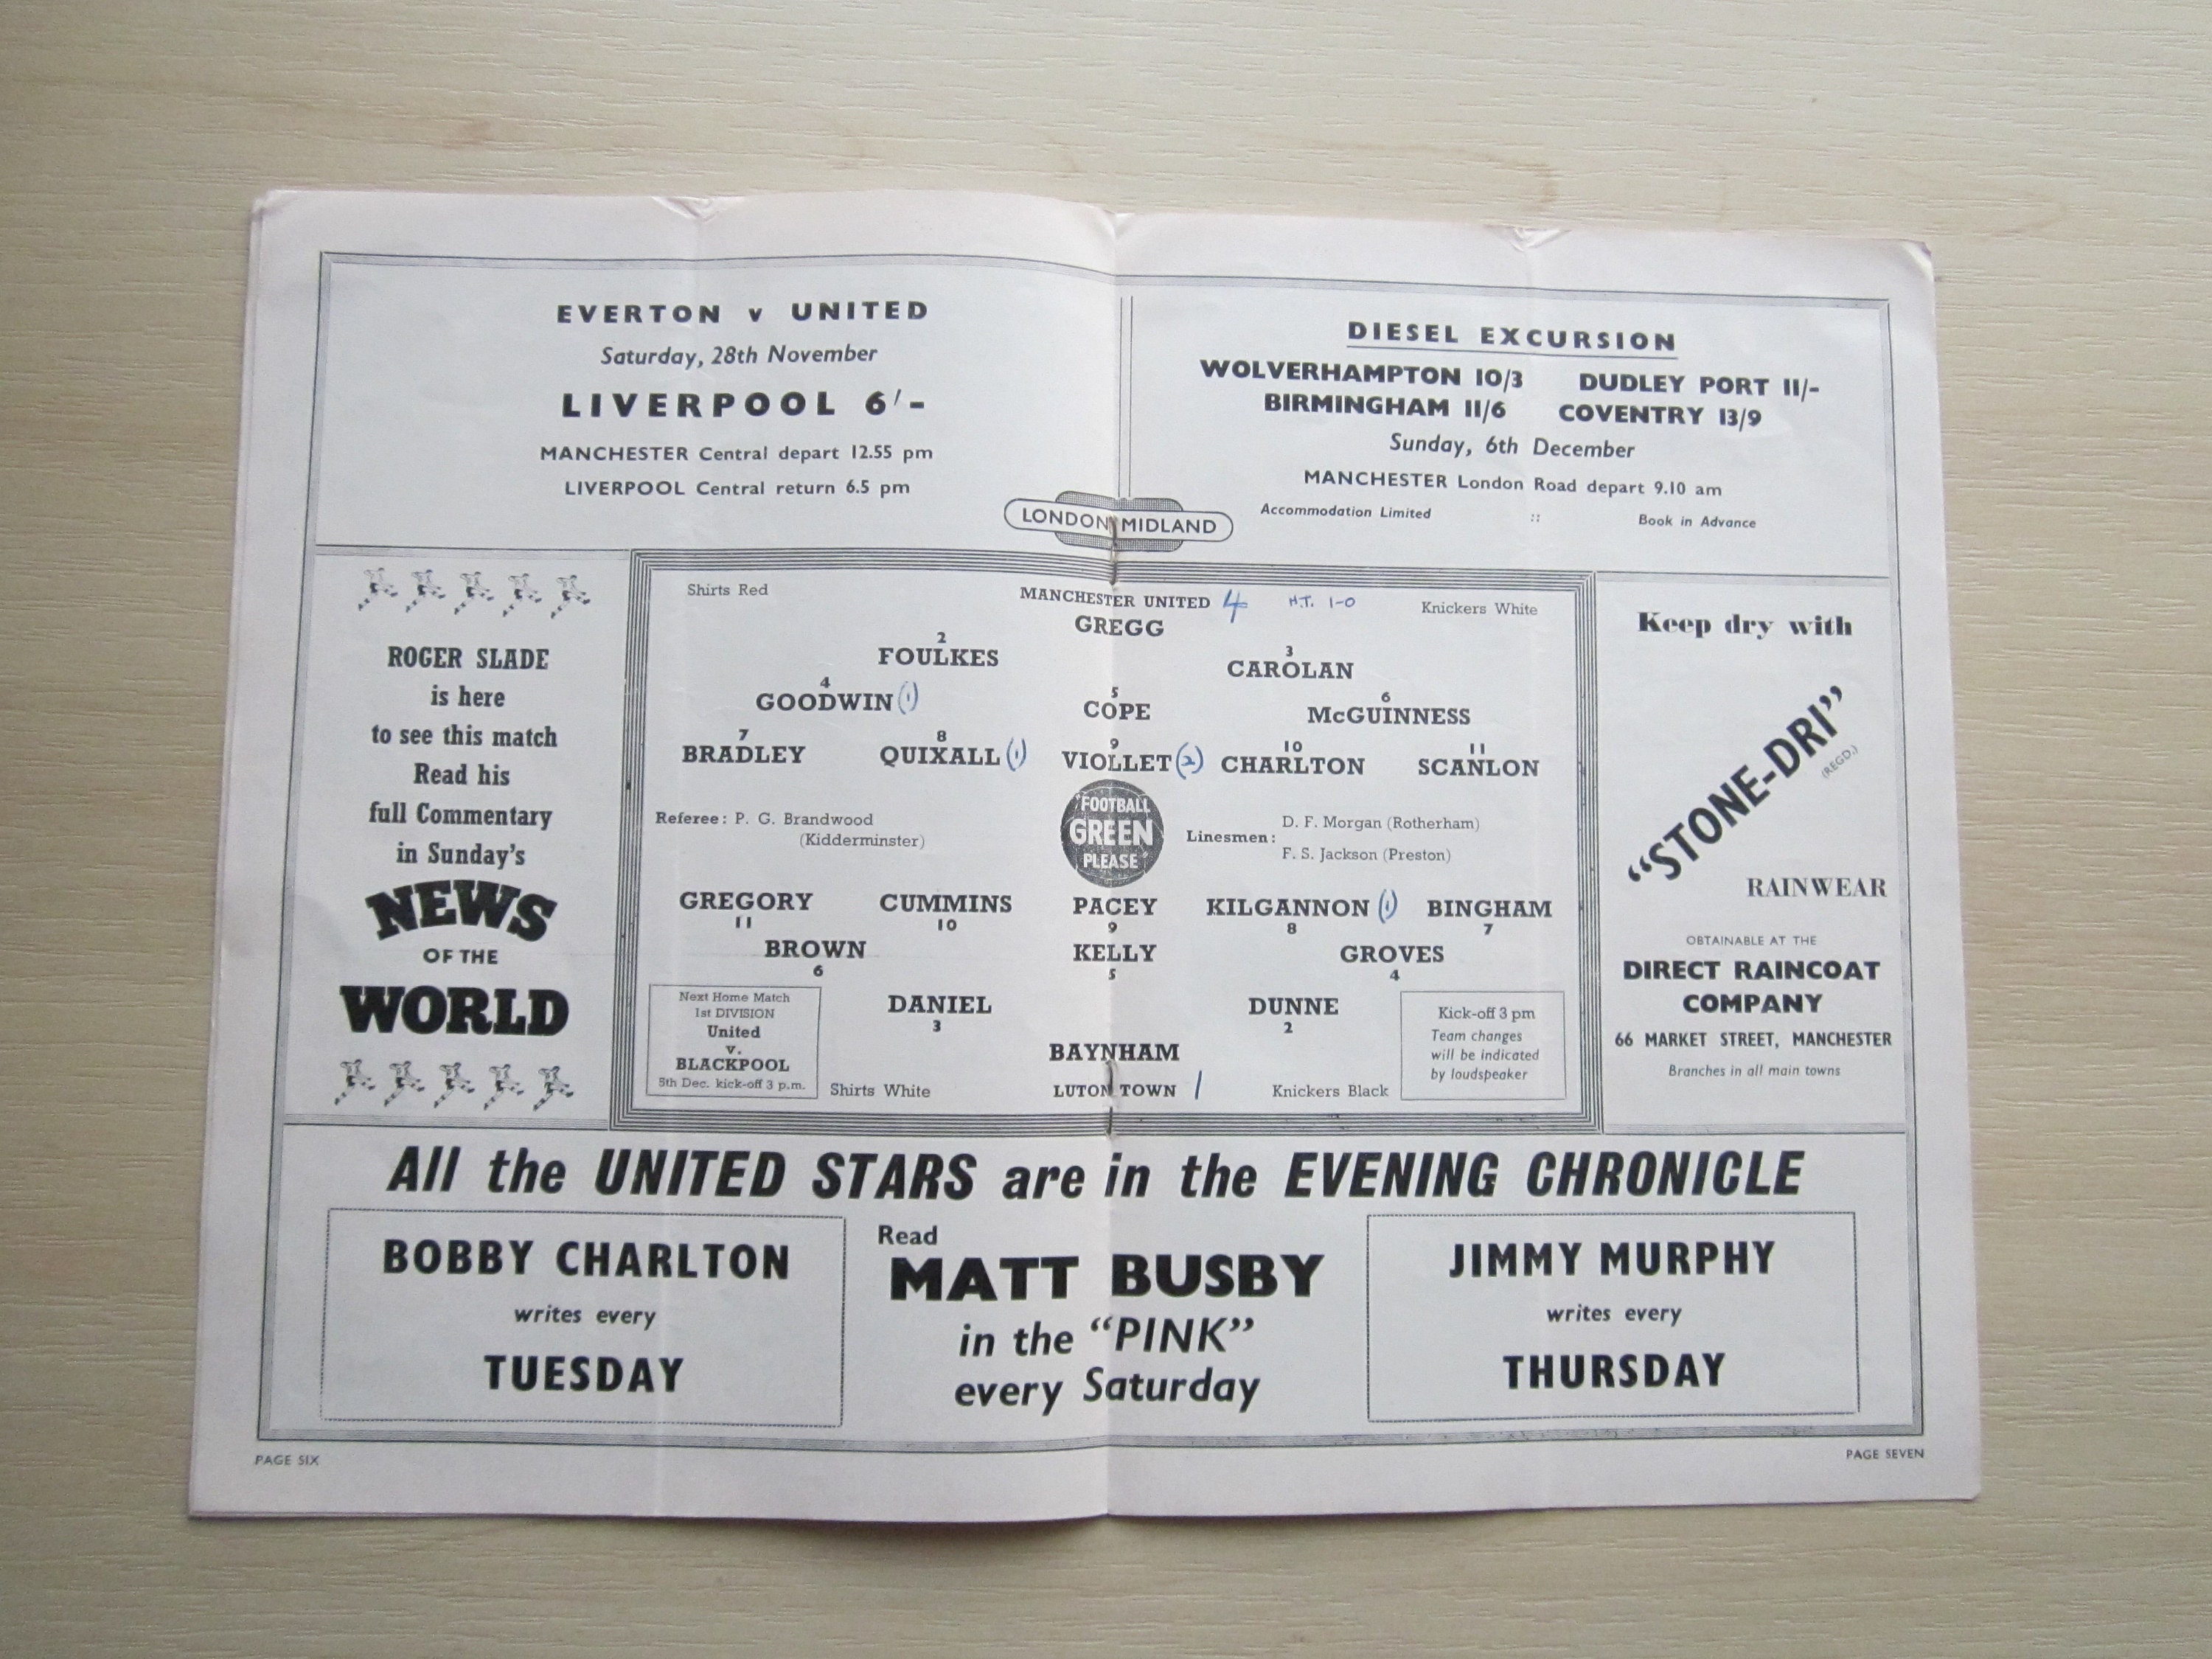 EVERTON v UNITED
Saturday, 28th November
LIVERPOOL 6/-
MANCHESTER Central depart 12.55 pm
LIVERPOOL Central return 6.5 pm
DIESEL EXCURSION
WOLVERHAMPTON 10/3 DUDLEY PORT 11/-
BIRMINGHAM 11/6 COVENTRY 13/9
Sunday, 6th December
MANCHESTER London Road depart 9.10 am
Accommodation Limited :: Book in Advance
LONDON MIDLAND
ROGER SLADE
is here
to see this match
Read his
full Commentary
in Sunday's
NEWS
OF THE
WORLD
Shirts Red MANCHESTER UNITED 4 H.T. 1-0 Knickers White
GREGG
2 3
FOULKES CAROLAN
4 5 6
GOODWIN (1) COPE McGUINNESS
7 8 9 10 11
BRADLEY QUIXALL (1) VIOLLET (2) CHARLTON SCANLON
Referee: P. G. Brandwood
(Kidderminster)
"FOOTBALL
GREEN
PLEASE"
Linesmen: D. F. Morgan (Rotherham)
F. S. Jackson (Preston)
GREGORY CUMMINS PACEY KILGANNON (1) BINGHAM
11 10 9 8 7
BROWN KELLY GROVES
6 5 4
DANIEL DUNNE
3 2
BAYNHAM
Shirts White LUTON TOWN 1 Knickers Black
Next Home Match
1st DIVISION
United
v.
BLACKPOOL
5th Dec. kick-off 3 p.m.
Kick-off 3 pm
Team changes
will be indicated
by loudspeaker
Keep dry with
"STONE-DRI"
(REGD.)
RAINWEAR
OBTAINABLE AT THE
DIRECT RAINCOAT
COMPANY
66 MARKET STREET, MANCHESTER
Branches in all main towns
All the UNITED STARS are in the EVENING CHRONICLE
BOBBY CHARLTON
writes every
TUESDAY
Read
MATT BUSBY
in the "PINK"
every Saturday
JIMMY MURPHY
writes every
THURSDAY
PAGE SIX
PAGE SEVEN